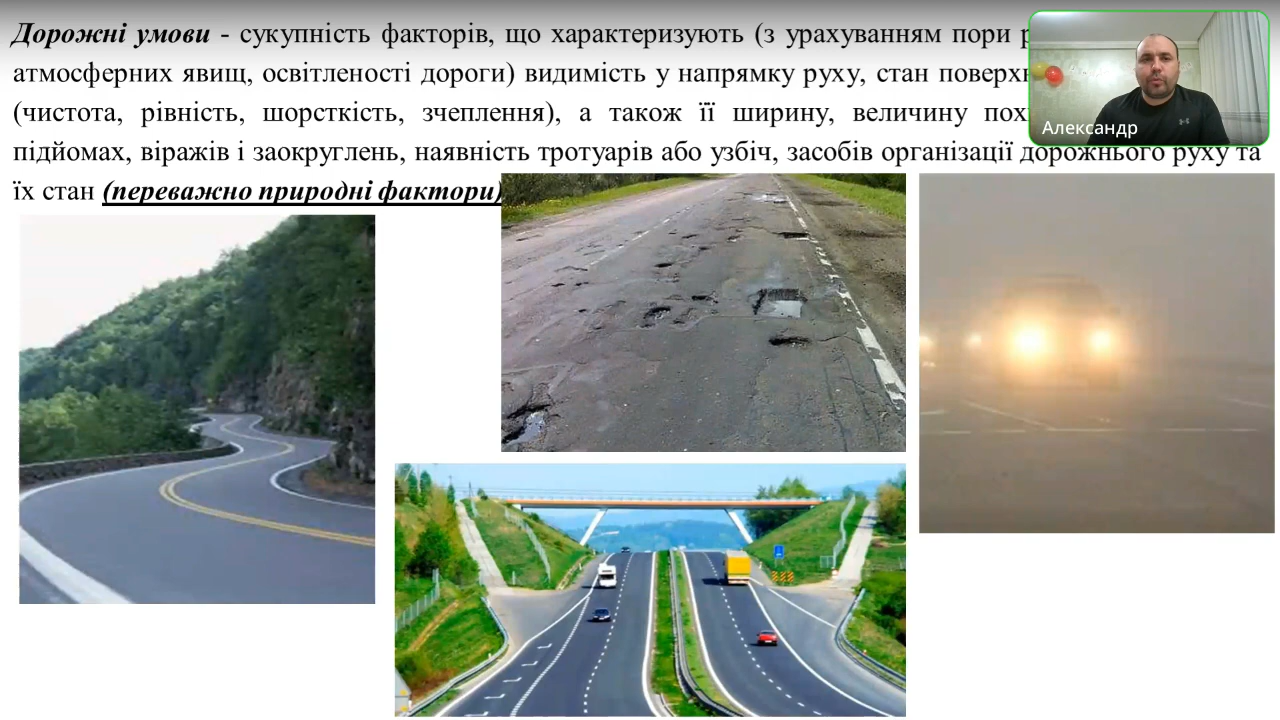 Дорожні умови - сукупність факторів, що характеризують (з урахуванням пори
атмосферних явищ, освітленості дороги) видимість у напрямку руху, стан
(чистота, рівність, шорсткість, зчеплення), а також її ширину, величину
Александр
підйомах, віражів і заокруглень, наявність тротуарів або узбіч, засобів організації дорожнього руху та
їх стан (переважно природні фактори)